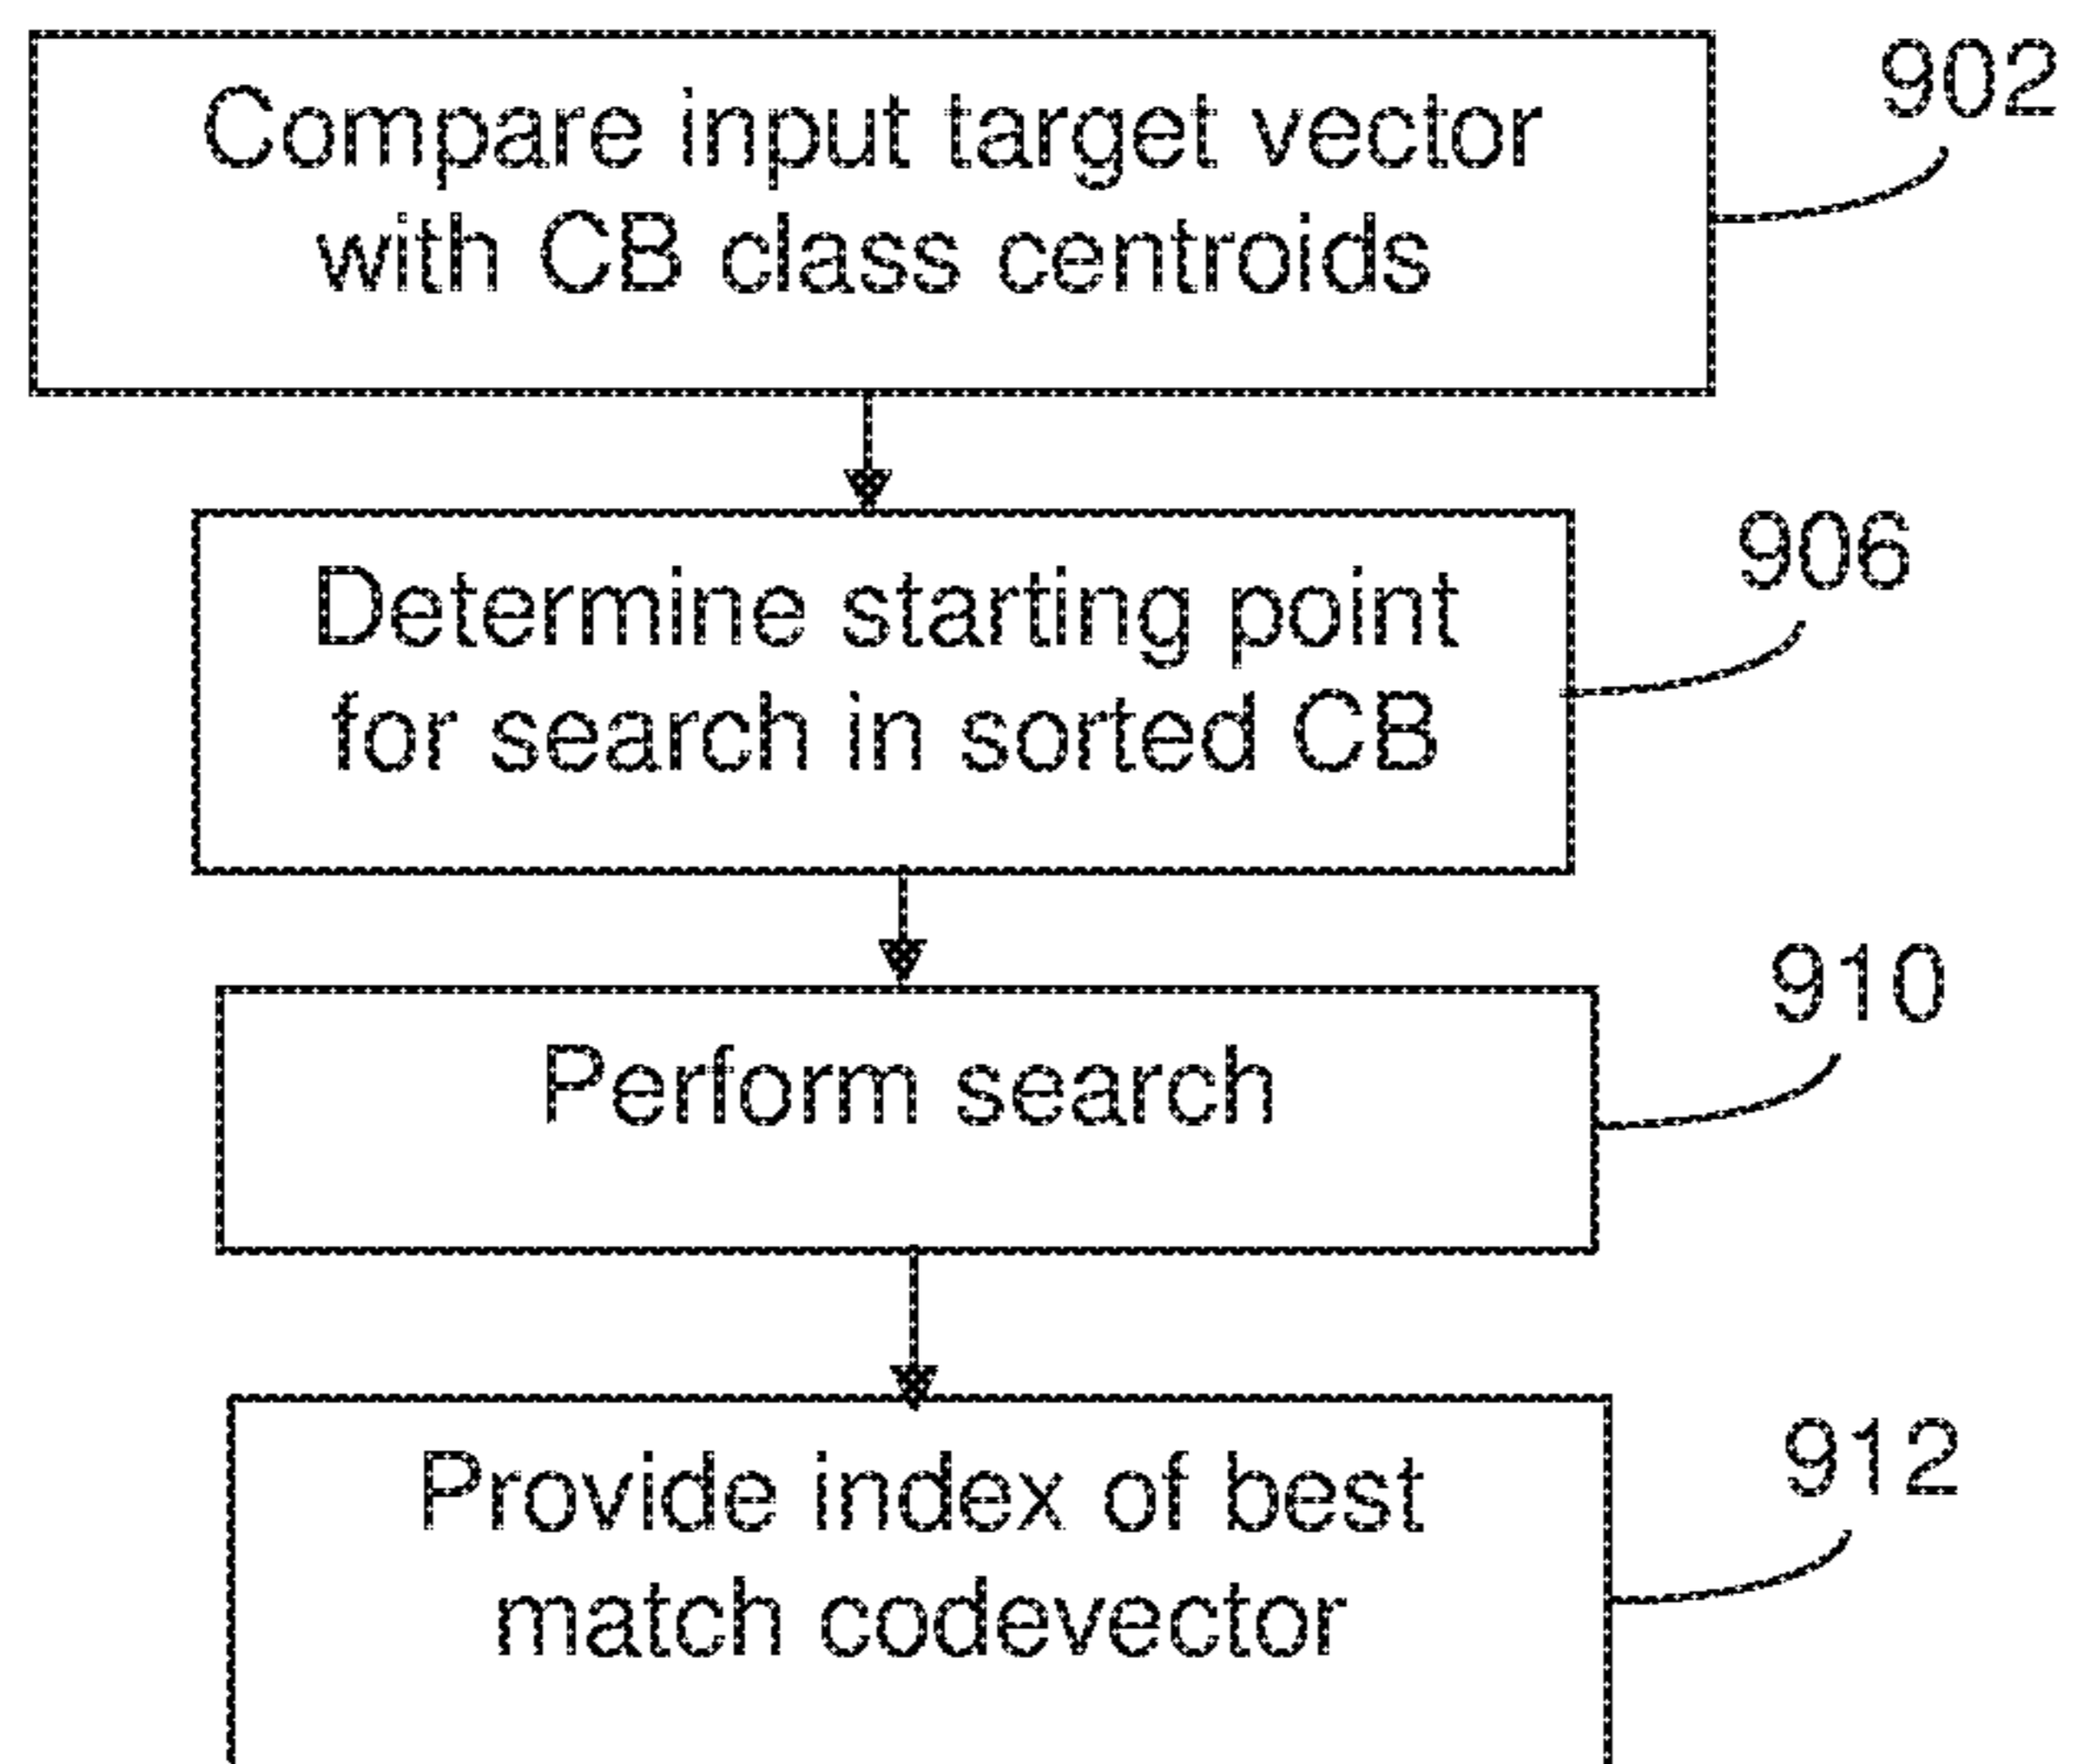 Compare input target vector
with CB class centroids
902
Determine starting point
for search in sorted CB
906
Perform search
910
Provide index of best
match codevector
912